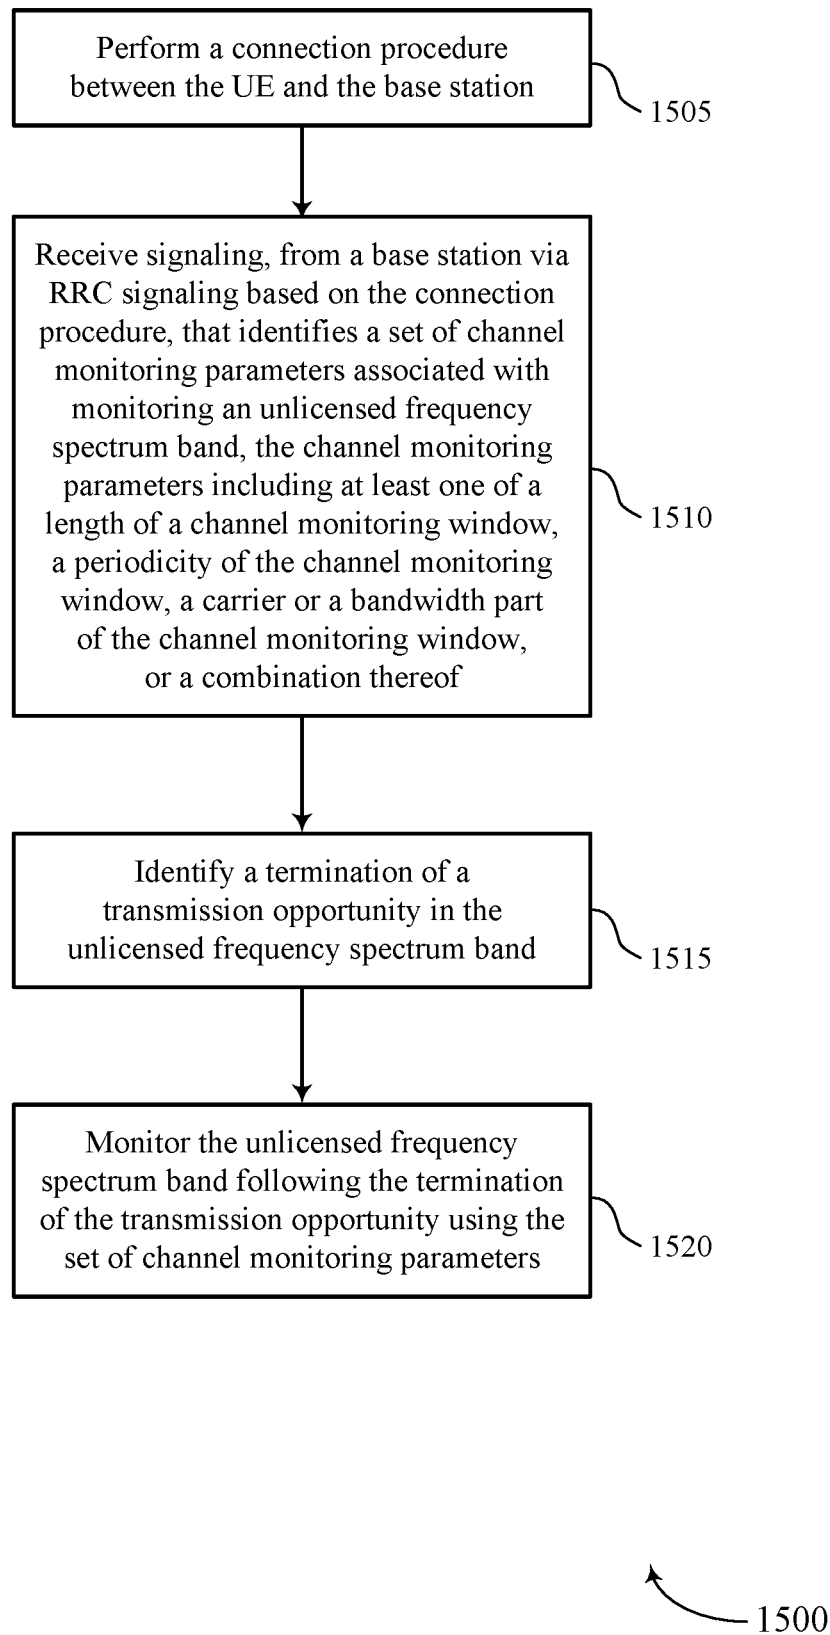 Perform a connection procedure
between the UE and the base station
1505
Receive signaling, from a base station via
RRC signaling based on the connection
procedure, that identifies a set of channel
monitoring parameters associated with
monitoring an unlicensed frequency
spectrum band, the channel monitoring
parameters including at least one of a
length of a channel monitoring window,
a periodicity of the channel monitoring
window, a carrier or a bandwidth part
of the channel monitoring window,
or a combination thereof
1510
Identify a termination of a
transmission opportunity in the
unlicensed frequency spectrum band
1515
Monitor the unlicensed frequency
spectrum band following the termination
of the transmission opportunity using the
set of channel monitoring parameters
1520
1500